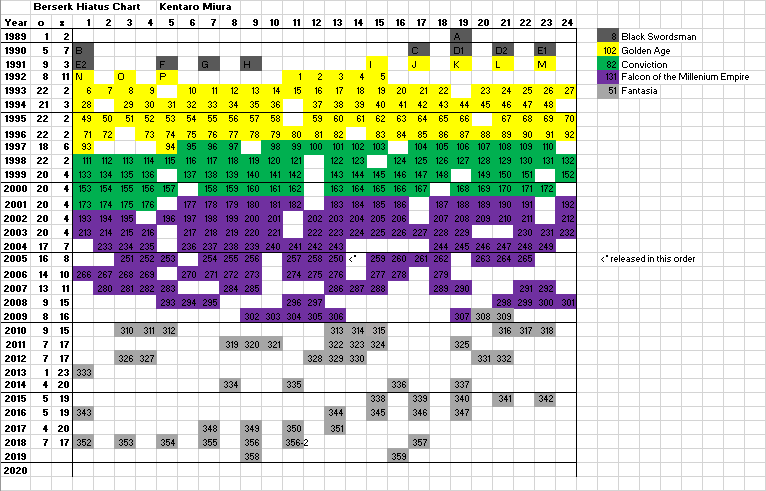 Berserk Hiatus Chart Kentaro Miura
o x
Year o x 1 2 3 4 5 6 7 8 9 10 11 12 13 14 15 16 17 18 19 20 21 22 23 24
1989 1 2 A 8 Black Swordsman
1990 5 7 B C D1 D2 E1 102 Golden Age
1991 9 3 E2 F G H I J K L M 82 Conviction
1992 8 11 N O P 1 2 3 4 5 131 Falcon of the Millenium Empire
1993 22 2 6 7 8 9 10 11 12 13 14 15 16 17 18 19 20 21 22 23 24 25 26 27 51 Fantasia
1994 21 3 28 29 30 31 32 33 34 35 36 37 38 39 40 41 42 43 44 45 46 47 48
1995 22 2 49 50 51 52 53 54 55 56 57 58 59 60 61 62 63 64 65 66 67 68 69 70
1996 22 2 71 72 73 74 75 76 77 78 79 80 81 82 83 84 85 86 87 88 89 90 91 92
1997 18 6 93 94 95 96 97 98 99 100 101 102 103 104 105 106 107 108 109 110
1998 22 2 111 112 113 114 115 116 117 118 119 120 121 122 123 124 125 126 127 128 129 130 131 132
1999 20 4 133 134 135 136 137 138 139 140 141 142 143 144 145 146 147 148 149 150 151 152
2000 20 4 153 154 155 156 157 158 159 160 161 162 163 164 165 166 167 168 169 170 171 172
2001 20 4 173 174 175 176 177 178 179 180 181 182 183 184 185 186 187 188 189 190 191 192
2002 20 4 193 194 195 196 197 198 199 200 201 202 203 204 205 206 207 208 209 210 211 212
2003 20 4 213 214 215 216 217 218 219 220 221 222 223 224 225 226 227 228 229 230 231 232
2004 17 7 233 234 235 236 237 238 239 240 241 242 243 244 245 246 247 248 249
2005 16 8 251 252 253 254 255 256 257 258 250 <* 259 260 261 262 263 264 265 <* released in this order
2006 14 10 266 267 268 269 270 271 272 273 274 275 276 277 278 279
2007 13 11 280 281 282 283 284 285 286 287 288 289 290 291 292
2008 9 15 293 294 295 296 297 298 299 300 301
2009 8 16 302 303 304 305 306 307 308 309
2010 9 15 310 311 312 313 314 315 316 317 318
2011 7 17 319 320 321 322 323 324 325
2012 7 17 326 327 328 329 330 331 332
2013 1 23 333
2014 4 20 334 335 336 337
2015 5 19 338 339 340 341 342
2016 5 19 343 344 345 346 347
2017 4 20 348 349 350 351
2018 7 17 352 353 354 355 356 356-2 357
2019 358 359
2020